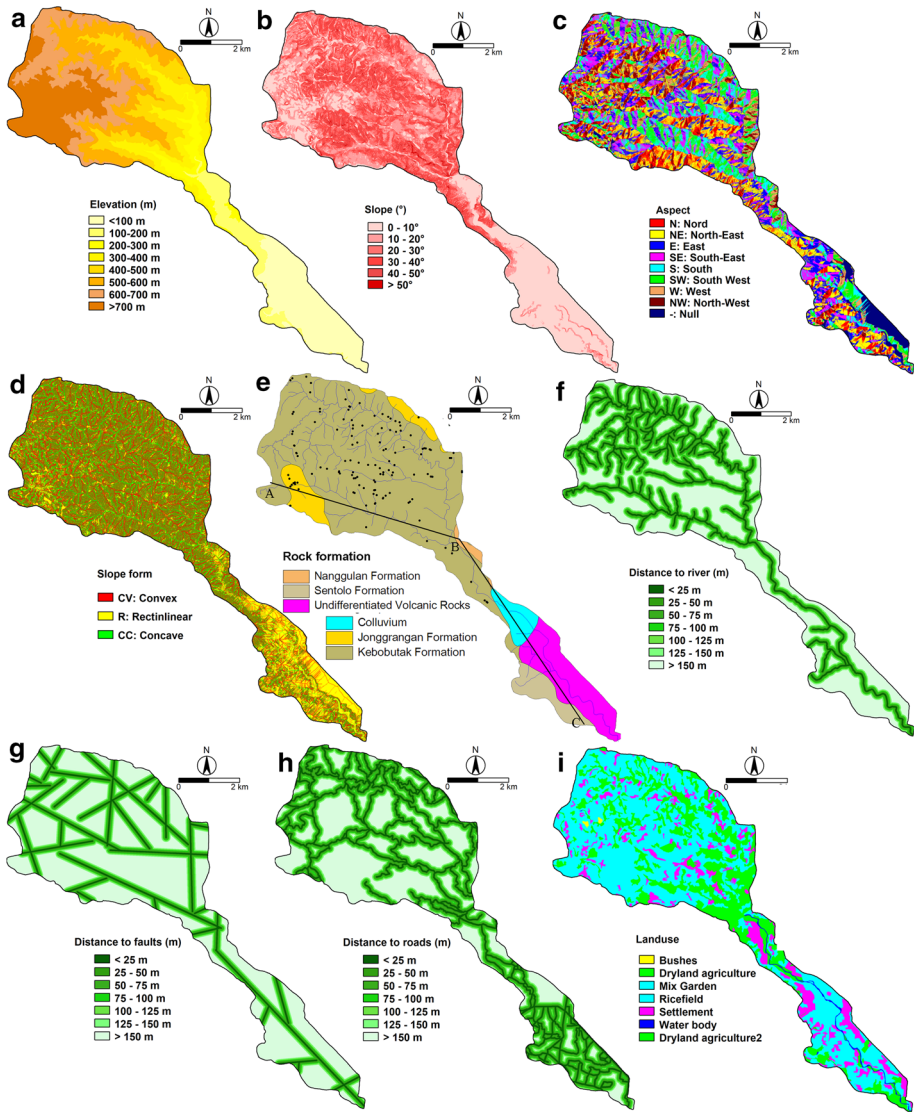 a
N
0 2 km
Elevation (m)
<100 m
100-200 m
200-300 m
300-400 m
400-500 m
500-600 m
600-700 m
>700 m
b
N
0 2 km
Slope (°)
0 - 10°
10 - 20°
20 - 30°
30 - 40°
40 - 50°
> 50°
c
N
0 2 km
Aspect
N: Nord
NE: North-East
E: East
SE: South-East
S: South
SW: South West
W: West
NW: North-West
-: Null
d
N
0 2 km
Slope form
CV: Convex
R: Rectinlinear
CC: Concave
e
N
0 2 km
A
B
C
Rock formation
Nanggulan Formation
Sentolo Formation
Undifferentiated Volcanic Rocks
Colluvium
Jonggrangan Formation
Kebobutak Formation
f
N
0 2 km
Distance to river (m)
< 25 m
25 - 50 m
50 - 75 m
75 - 100 m
100 - 125 m
125 - 150 m
> 150 m
g
N
0 2 km
Distance to faults (m)
< 25 m
25 - 50 m
50 - 75 m
75 - 100 m
100 - 125 m
125 - 150 m
> 150 m
h
N
0 2 km
Distance to roads (m)
< 25 m
25 - 50 m
50 - 75 m
75 - 100 m
100 - 125 m
125 - 150 m
> 150 m
i
N
0 2 km
Landuse
Bushes
Dryland agriculture
Mix Garden
Ricefield
Settlement
Water body
Dryland agriculture2